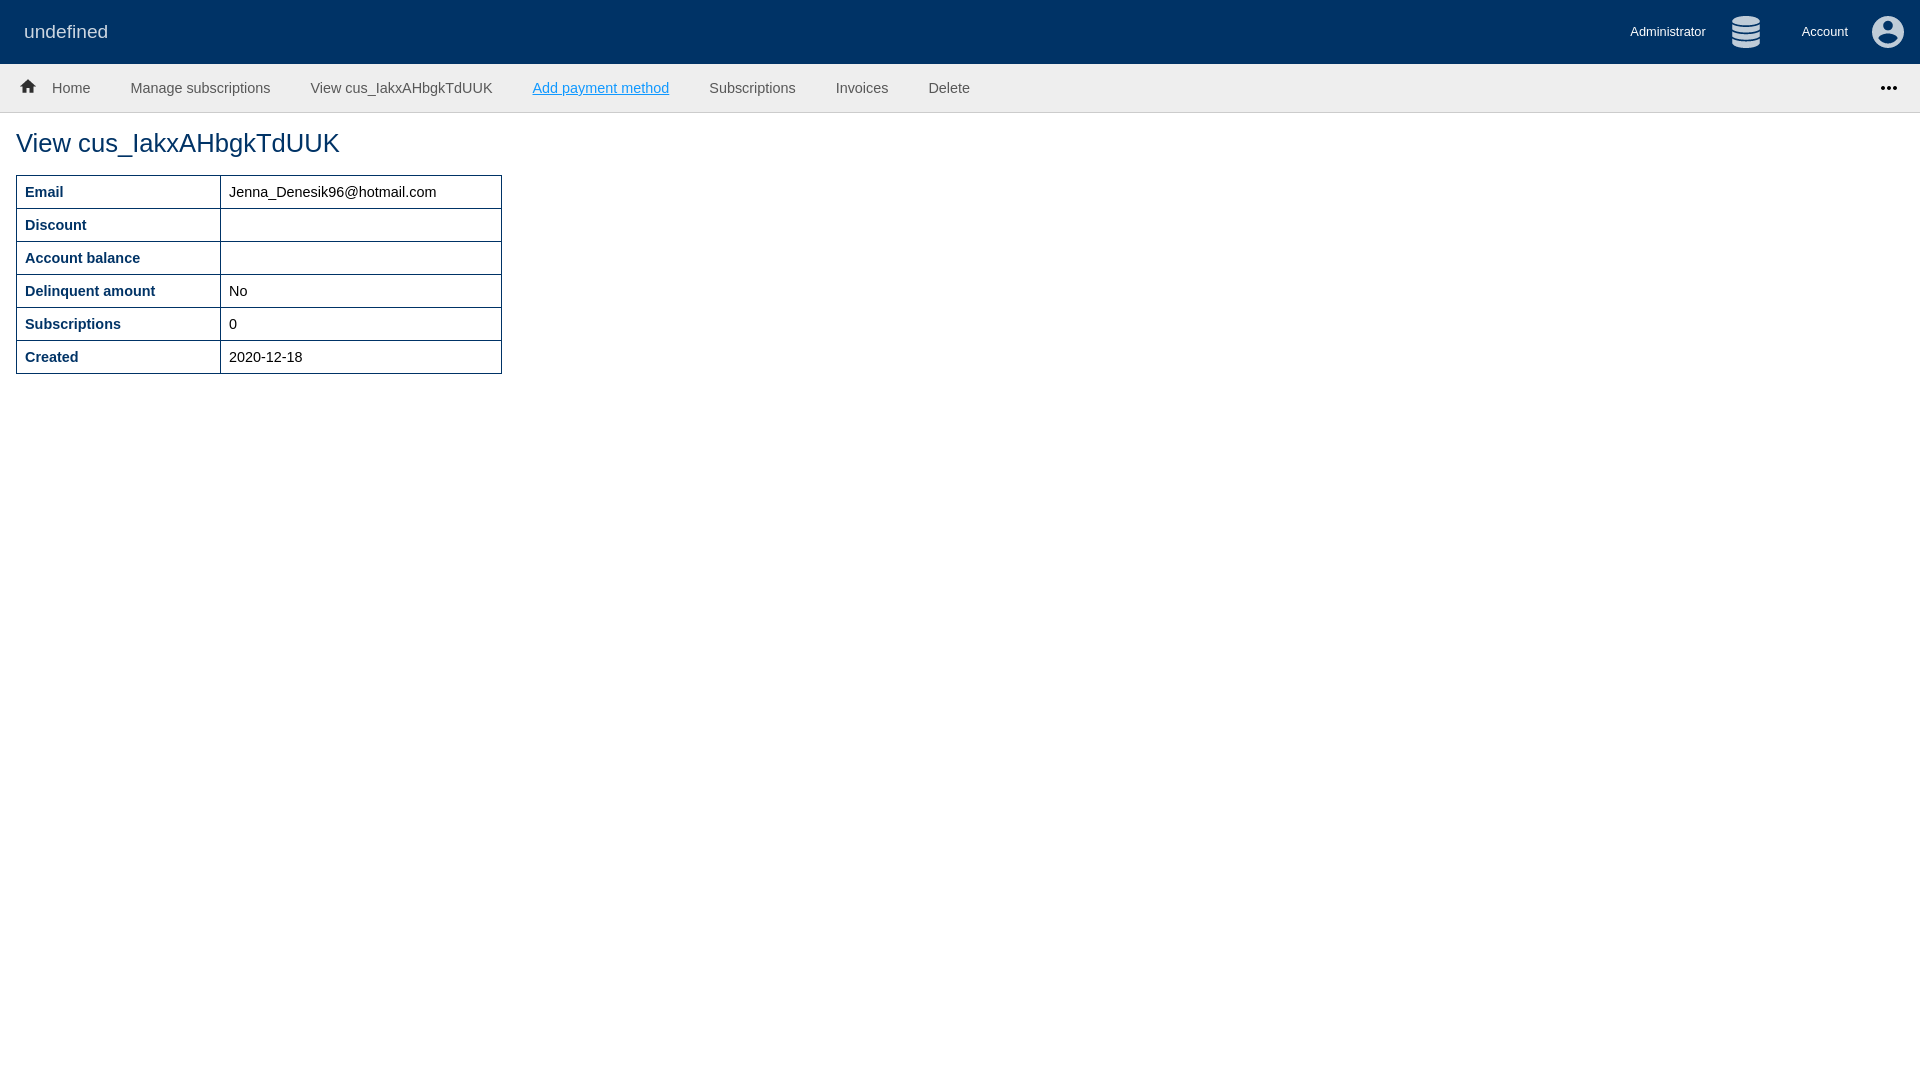 undefined
Administrator
Account
Home
Manage subscriptions
View cus_IakxAHbgkTdUUK
Add payment method
Subscriptions
Invoices
Delete
View cus_IakxAHbgkTdUUK
Email Jenna_Denesik96@hotmail.com
Discount
Account balance
Delinquent amount No
Subscriptions 0
Created 2020-12-18